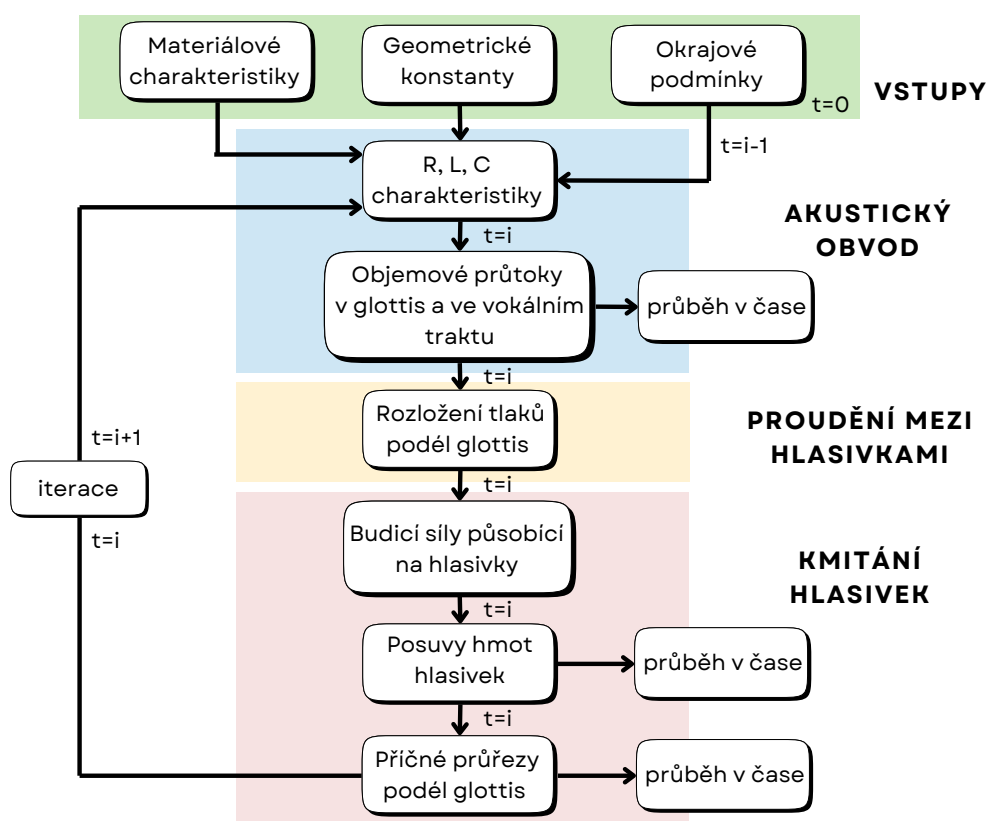 Materiálové
charakteristiky
Geometrické
konstanty
Okrajové
podmínky
t=0
VSTUPY
t=i-1
R, L, C
charakteristiky
AKUSTICKÝ
OBVOD
t=i
Objemové průtoky
v glottis a ve vokálním
traktu
průběh v čase
t=i
Rozložení tlaků
podél glottis
PROUDĚNÍ MEZI
HLASIVKAMI
t=i+1
iterace
t=i
t=i
Budicí síly působící
na hlasivky
KMITÁNÍ
HLASIVEK
t=i
Posuvy hmot
hlasivek
průběh v čase
t=i
Příčné průřezy
podél glottis
průběh v čase